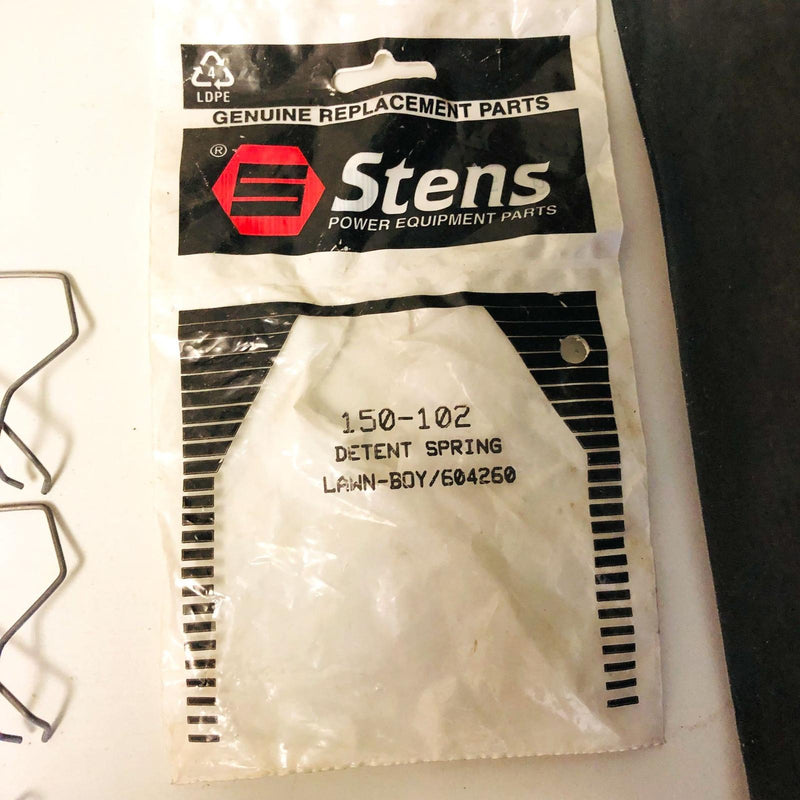 4
LDPE
GENUINE REPLACEMENT PARTS
® Stens
POWER EQUIPMENT PARTS
150-102
DETENT SPRING
LAWN-BOY/604260